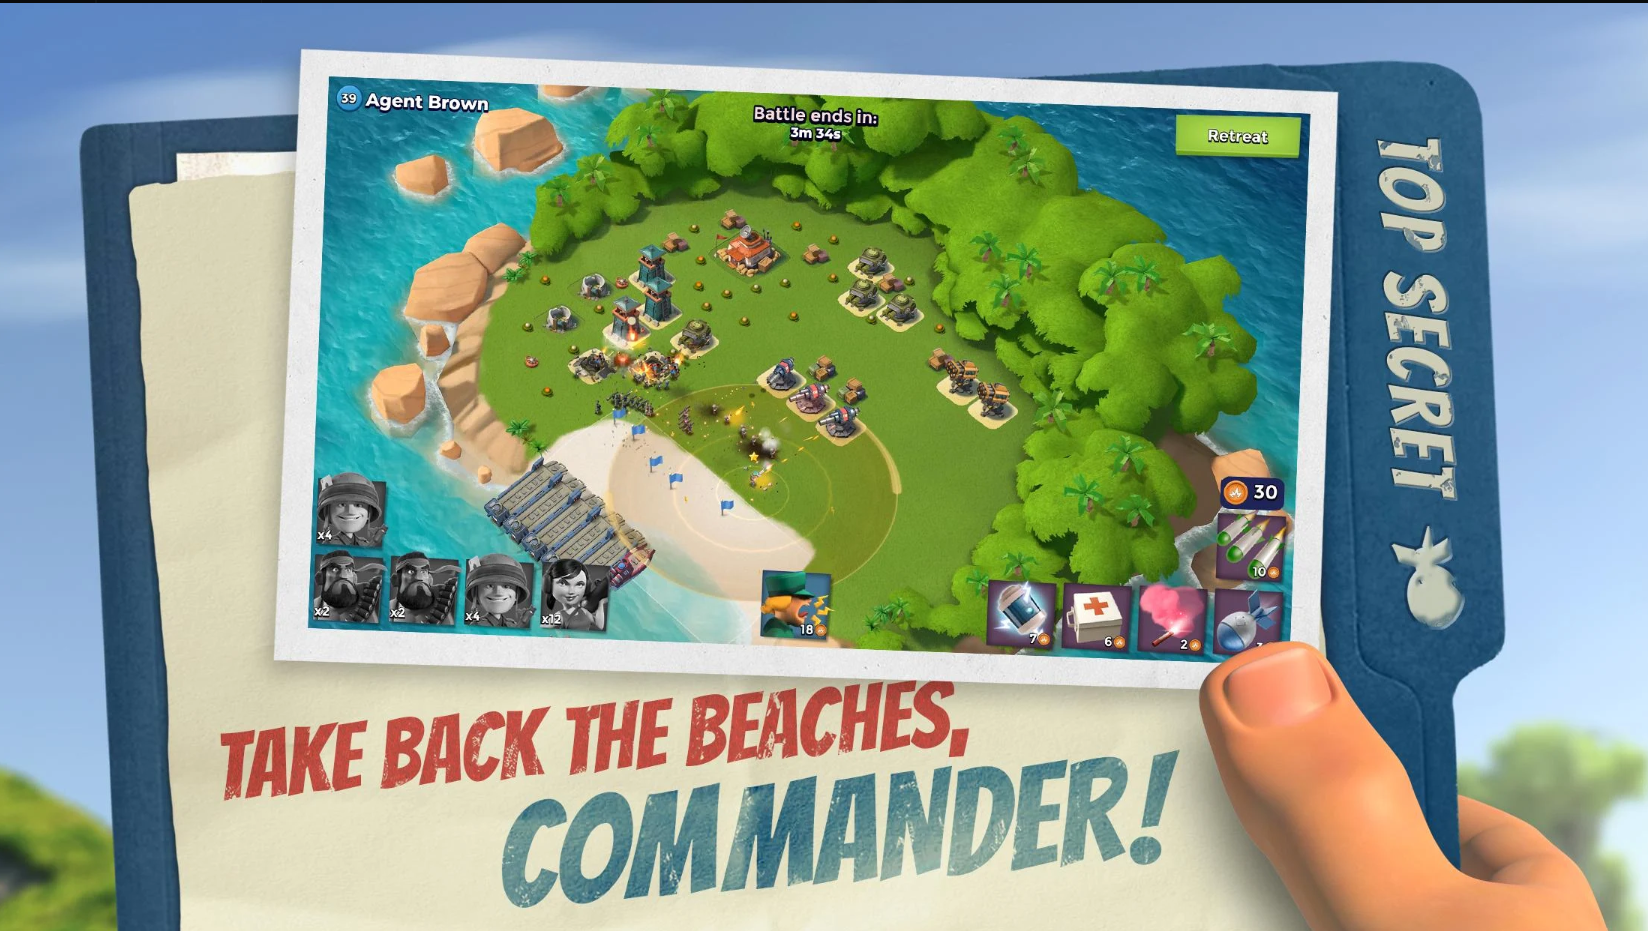 39 Agent Brown
Battle ends in:
3m 34s
Retreat
TOP SECRET
30
10
x4
x2
x2
x4
x12
18
7
6
2
TAKE BACK THE BEACHES,
COMMANDER!